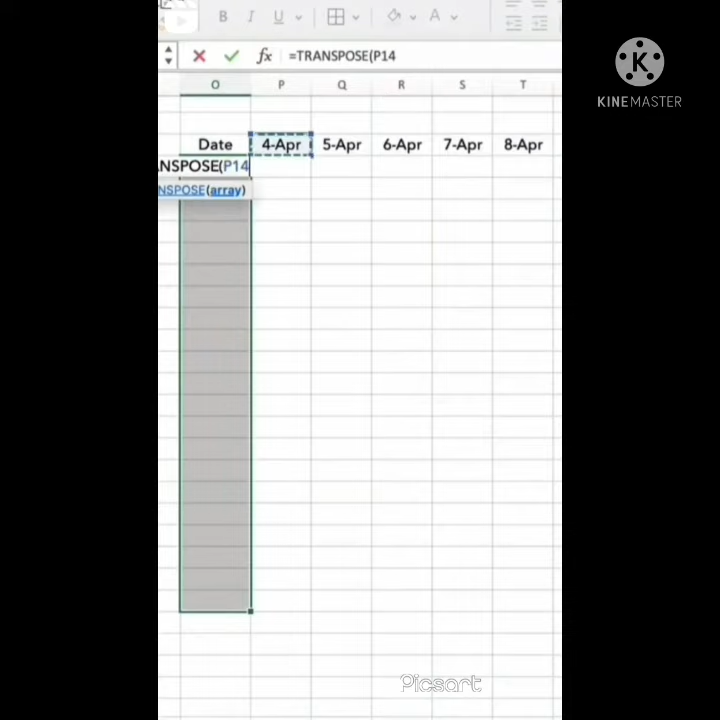 B I U A
fx =TRANSPOSE(P14
KINEMASTER
O P Q R S T
Date 4-Apr 5-Apr 6-Apr 7-Apr 8-Apr
NSPOSE(P14
NSPOSE(array)
Picsart